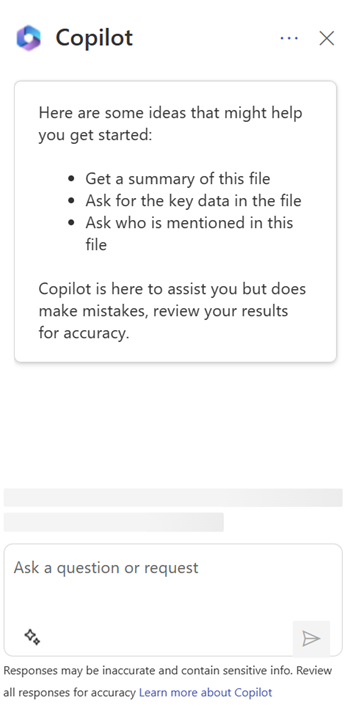 Copilot
Here are some ideas that might help
you get started:
Get a summary of this file
Ask for the key data in the file
Ask who is mentioned in this
file
Copilot is here to assist you but does
make mistakes, review your results
for accuracy.
Ask a question or request
Responses may be inaccurate and contain sensitive info. Review
all responses for accuracy Learn more about Copilot